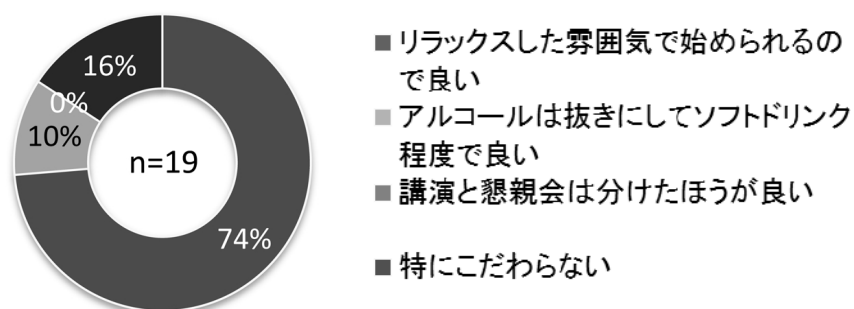 16%
0%
10%
n=19
74%
リラックスした雰囲気で始められるの
で良い
アルコールは抜きにしてソフトドリンク
程度で良い
講演と懇親会は分けたほうが良い
特にこだわらない